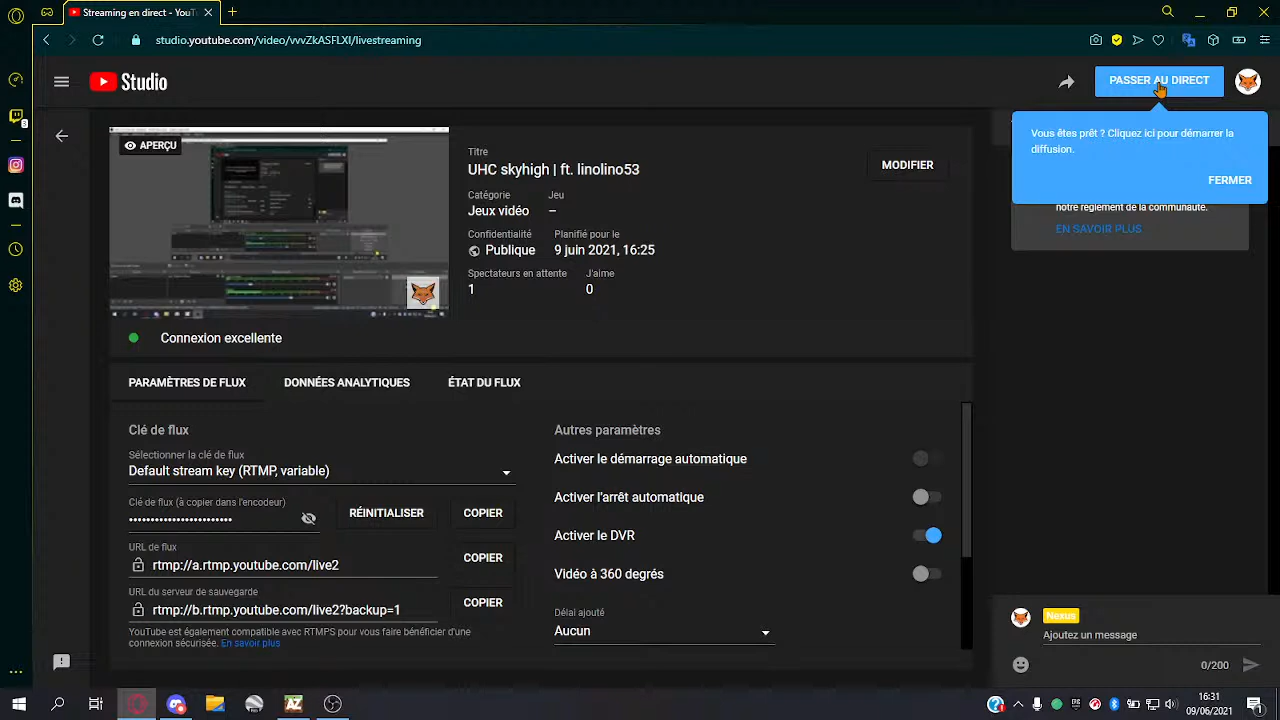 Streaming en direct - YouT
studio.youtube.com/video/vvvZkASFLXI/livestreaming
Studio
PASSER AU DIRECT
Vous êtes prêt ? Cliquez ici pour démarrer la
diffusion.
FERMER
notre règlement de la communauté.
EN SAVOIR PLUS
APERÇU
Titre
UHC skyhigh | ft. linolino53
MODIFIER
Catégorie
Jeu
Jeux vidéo
–
Confidentialité
Planifié pour le
Publique
9 juin 2021, 16:25
Spectateurs en attente
J'aime
1
0
Connexion excellente
PARAMÈTRES DE FLUX
DONNÉES ANALYTIQUES
ÉTAT DU FLUX
Clé de flux
Sélectionner la clé de flux
Default stream key (RTMP, variable)
Clé de flux (à copier dans l'encodeur)
••••••••••••••••••••••••
RÉINITIALISER
COPIER
URL de flux
rtmp://a.rtmp.youtube.com/live2
COPIER
URL du serveur de sauvegarde
rtmp://b.rtmp.youtube.com/live2?backup=1
COPIER
YouTube est également compatible avec RTMPS pour vous faire bénéficier d'une
connexion sécurisée. En savoir plus
Autres paramètres
Activer le démarrage automatique
Activer l'arrêt automatique
Activer le DVR
Vidéo à 360 degrés
Délai ajouté
Aucun
Nexus
Ajoutez un message
0/200
AZ
16:31
09/06/2021